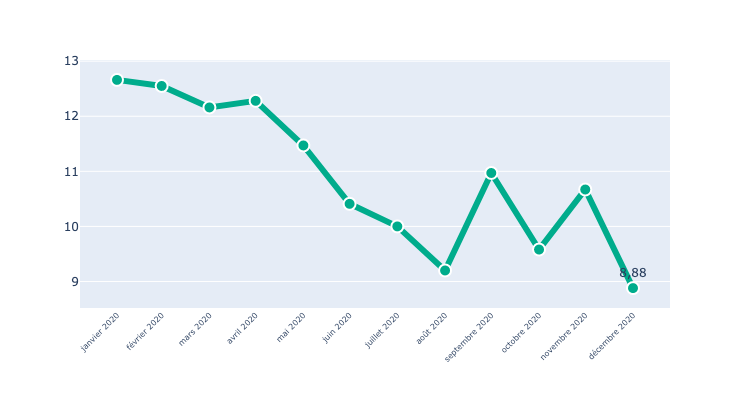 13
12
11
10
9
8.88
janvier 2020
février 2020
mars 2020
avril 2020
mai 2020
juin 2020
juillet 2020
août 2020
septembre 2020
octobre 2020
novembre 2020
décembre 2020